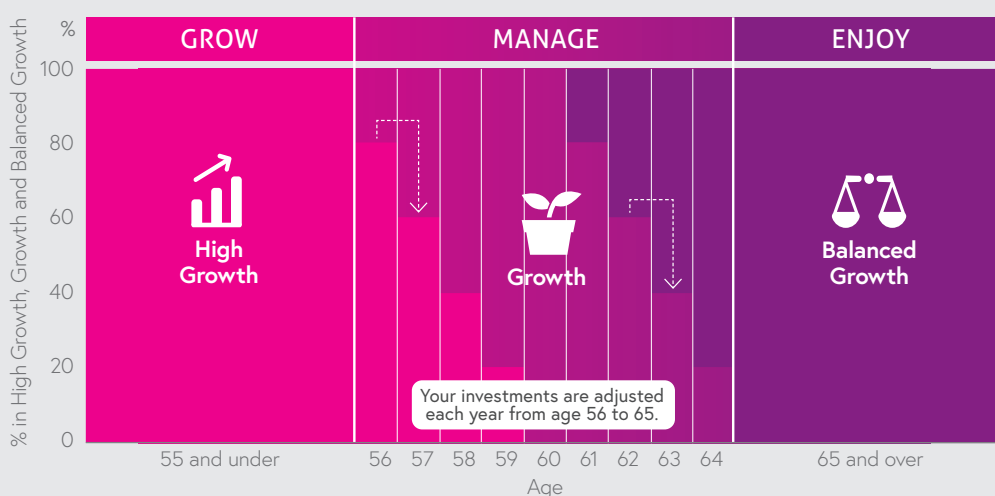 %
GROW
MANAGE
ENJOY
% in High Growth, Growth and Balanced Growth
100
80
60
40
20
0
High
Growth
Growth
Balanced
Growth
Your investments are adjusted
each year from age 56 to 65.
55 and under
56 57 58 59 60 61 62 63 64
65 and over
Age